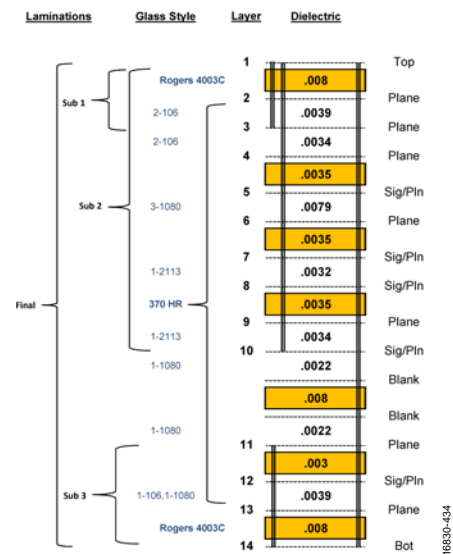 Laminations Glass Style Layer Dielectric
1 Top
Rogers 4003C .008
Sub 1 2 Plane
2-106 .0039
3 Plane
2-106 .0034
4 Plane
.0035
5 Sig/Pln
Sub 2 3-1080 .0079
6 Plane
.0035
7 Sig/Pln
1-2113 .0032
8 Sig/Pln
Final 370 HR .0035
9 Plane
1-2113 .0034
10 Sig/Pln
1-1080 .0022
Blank
.008
Blank
1-1080 .0022
11 Plane
.003
12 Sig/Pln
Sub 3 1-106,1-1080 .0039
13 Plane
Rogers 4003C .008
14 Bot
16830-434